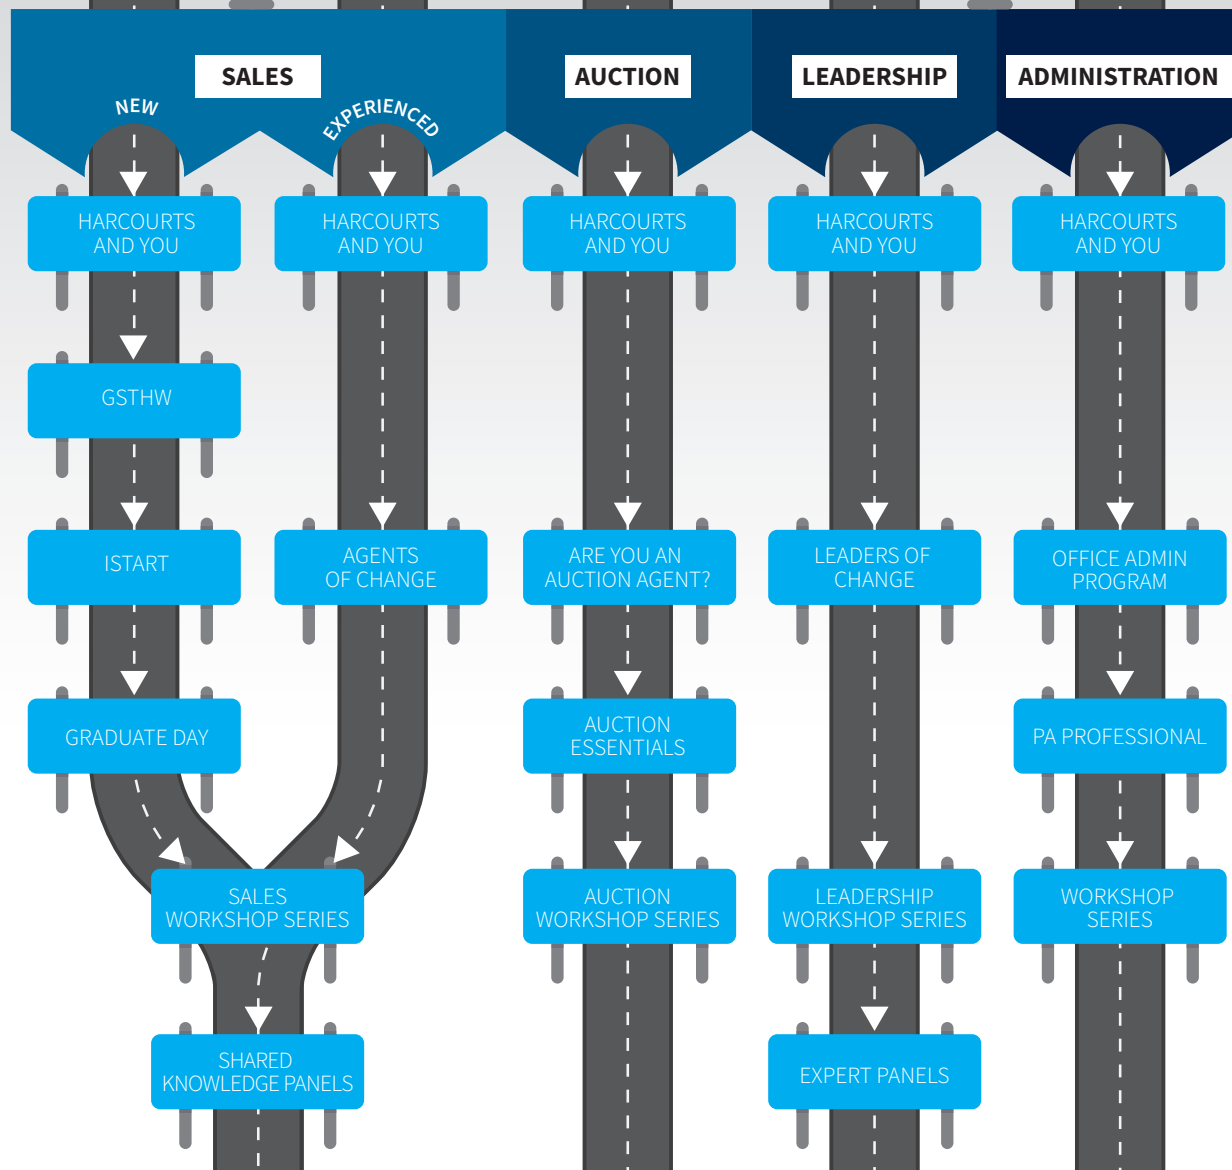 SALES
AUCTION
LEADERSHIP
ADMINISTRATION
NEW
EXPERIENCED
HARCOURTS
AND YOU
HARCOURTS
AND YOU
HARCOURTS
AND YOU
HARCOURTS
AND YOU
HARCOURTS
AND YOU
GSTHW
ISTART
AGENTS
OF CHANGE
ARE YOU AN
AUCTION AGENT?
LEADERS OF
CHANGE
OFFICE ADMIN
PROGRAM
GRADUATE DAY
AUCTION
ESSENTIALS
PA PROFESSIONAL
SALES
WORKSHOP SERIES
AUCTION
WORKSHOP SERIES
LEADERSHIP
WORKSHOP SERIES
WORKSHOP
SERIES
SHARED
KNOWLEDGE PANELS
EXPERT PANELS